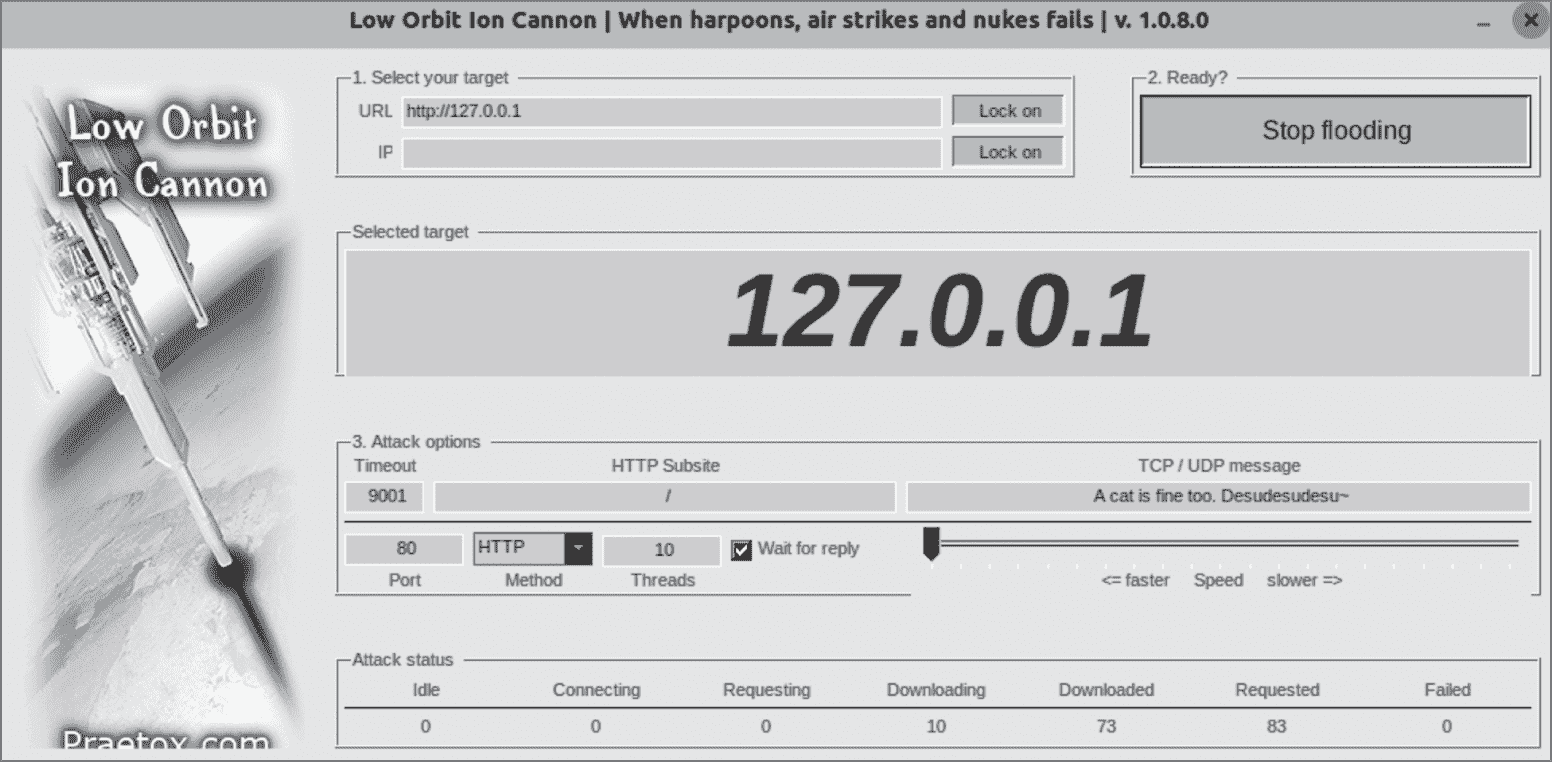 Low Orbit Ion Cannon | When harpoons, air strikes and nukes fails | v. 1.0.8.0
Low Orbit
Ion Cannon
Praetox.com
1. Select your target
URL http://127.0.0.1 Lock on
IP Lock on
2. Ready?
Stop flooding
Selected target
127.0.0.1
3. Attack options
Timeout HTTP Subsite TCP / UDP message
9001 / A cat is fine too. Desudesudesu~
80 HTTP 10 Wait for reply
Port Method Threads <= faster Speed slower =>
Attack status
Idle Connecting Requesting Downloading Downloaded Requested Failed
0 0 0 10 73 83 0